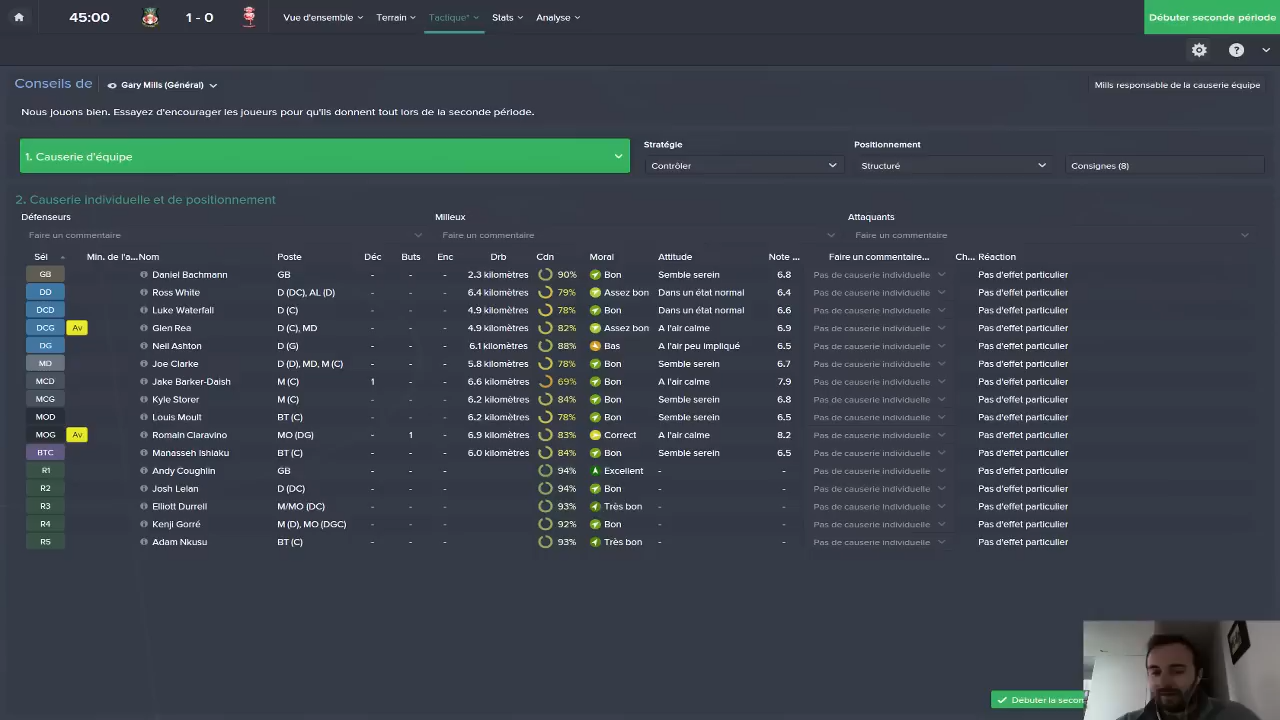 45:00 1 - 0 Vue d'ensemble Terrain Tactique* Stats Analyse Débuter seconde période
?
Conseils de Gary Mills (Général) Mills responsable de la causerie équipe
Nous jouons bien. Essayez d'encourager les joueurs pour qu'ils donnent tout lors de la seconde période.
Stratégie Positionnement
1. Causerie d'équipe Contrôler Structuré Consignes (8)
2. Causerie individuelle et de positionnement
Défenseurs Milieux Attaquants
Faire un commentaire Faire un commentaire Faire un commentaire
Sél Min. de l'a... Nom Poste Déc Buts Enc Drb Cdn Moral Attitude Note ... Faire un commentaire... Ch... Réaction
GB Daniel Bachmann GB - - - 2.3 kilomètres 90% Bon Semble serein 6.8 Pas de causerie individuelle Pas d'effet particulier
DD Ross White D (DC), AL (D) - - - 6.4 kilomètres 79% Assez bon Dans un état normal 6.4 Pas de causerie individuelle Pas d'effet particulier
DCD Luke Waterfall D (C) - - - 4.9 kilomètres 78% Bon Dans un état normal 6.6 Pas de causerie individuelle Pas d'effet particulier
DCG Av Glen Rea D (C), MD - - - 4.9 kilomètres 82% Assez bon A l'air calme 6.9 Pas de causerie individuelle Pas d'effet particulier
DG Neil Ashton D (G) - - - 6.1 kilomètres 88% Bas A l'air peu impliqué 6.5 Pas de causerie individuelle Pas d'effet particulier
MD Joe Clarke D (D), MD, M (C) - - - 5.8 kilomètres 78% Bon Semble serein 6.7 Pas de causerie individuelle Pas d'effet particulier
MCD Jake Barker-Daish M (C) 1 - - 6.6 kilomètres 69% Bon A l'air calme 7.9 Pas de causerie individuelle Pas d'effet particulier
MCG Kyle Storer M (C) - - - 6.2 kilomètres 84% Bon Semble serein 6.8 Pas de causerie individuelle Pas d'effet particulier
MOD Louis Moult BT (C) - - - 6.2 kilomètres 78% Bon Semble serein 6.5 Pas de causerie individuelle Pas d'effet particulier
MOG Av Romain Claravino MO (DG) - 1 - 6.9 kilomètres 83% Correct A l'air calme 8.2 Pas de causerie individuelle Pas d'effet particulier
BTC Manasseh Ishiaku BT (C) - - - 6.0 kilomètres 84% Bon Semble serein 6.5 Pas de causerie individuelle Pas d'effet particulier
R1 Andy Coughlin GB - - - 94% Excellent - - Pas de causerie individuelle Pas d'effet particulier
R2 Josh Lelan D (DC) - - - 94% Bon - - Pas de causerie individuelle Pas d'effet particulier
R3 Elliott Durrell M/MO (DC) - - - 93% Très bon - - Pas de causerie individuelle Pas d'effet particulier
R4 Kenji Gorré M (D), MO (DGC) - - - 92% Bon - - Pas de causerie individuelle Pas d'effet particulier
R5 Adam Nkusu BT (C) - - - 93% Très bon - - Pas de causerie individuelle Pas d'effet particulier
Débuter la secon